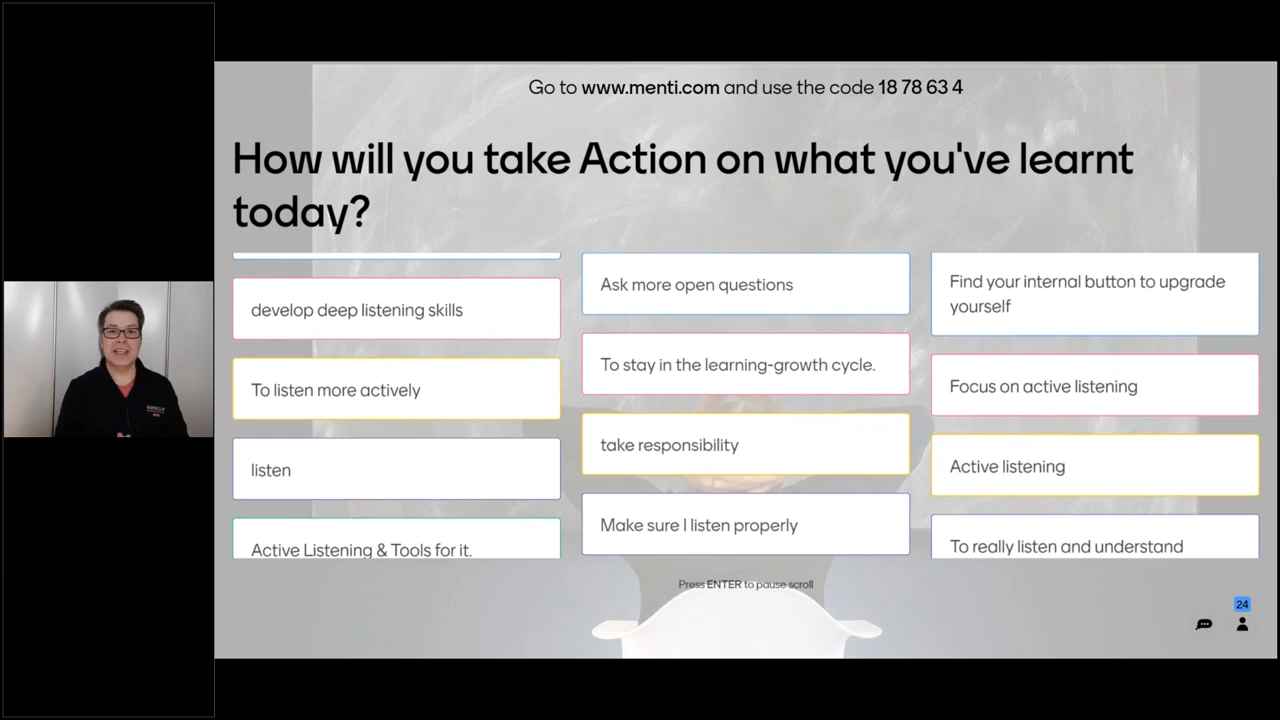 Go to www.menti.com and use the code 18 78 63 4
How will you take Action on what you've learnt
today?
develop deep listening skills
To listen more actively
listen
Active Listening & Tools for it.
Ask more open questions
To stay in the learning-growth cycle.
take responsibility
Make sure I listen properly
Find your internal button to upgrade
yourself
Focus on active listening
Active listening
To really listen and understand
Press ENTER to pause scroll
24